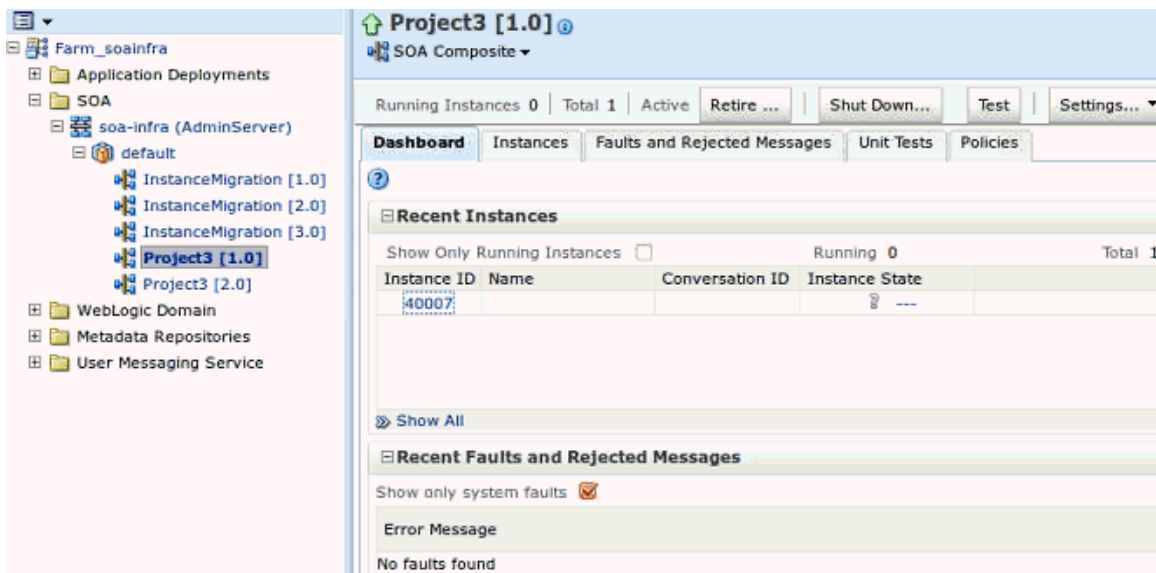 Farm_soainfra
Application Deployments
SOA
soa-infra (AdminServer)
default
InstanceMigration [1.0]
InstanceMigration [2.0]
InstanceMigration [3.0]
Project3 [1.0]
Project3 [2.0]
WebLogic Domain
Metadata Repositories
User Messaging Service
Project3 [1.0]
SOA Composite
Running Instances 0 Total 1 Active Retire ... Shut Down... Test Settings...
Dashboard Instances Faults and Rejected Messages Unit Tests Policies
Recent Instances
Show Only Running Instances Running 0 Total 1
Instance ID Name Conversation ID Instance State
40007 ---
Show All
Recent Faults and Rejected Messages
Show only system faults
Error Message
No faults found